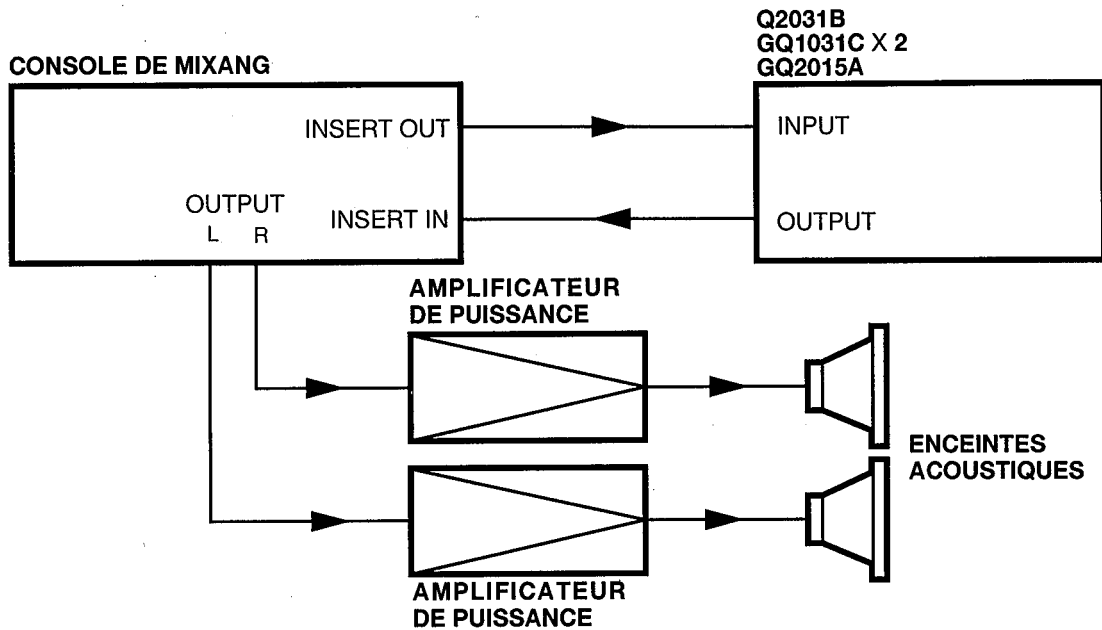 Q2031B
GQ1031C X 2
GQ2015A
CONSOLE DE MIXANG
INSERT OUT
INPUT
OUTPUT
L R
INSERT IN
OUTPUT
AMPLIFICATEUR
DE PUISSANCE
ENCEINTES
ACOUSTIQUES
AMPLIFICATEUR
DE PUISSANCE